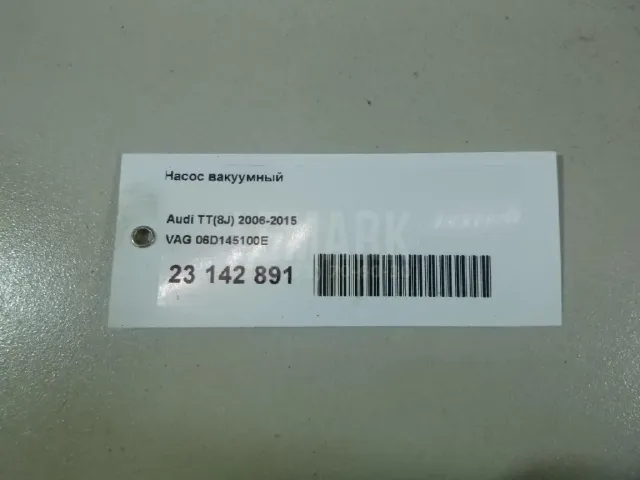 Насос вакуумный
Audi TT(8J) 2006-2015
VAG 06D145100E
23 142 891